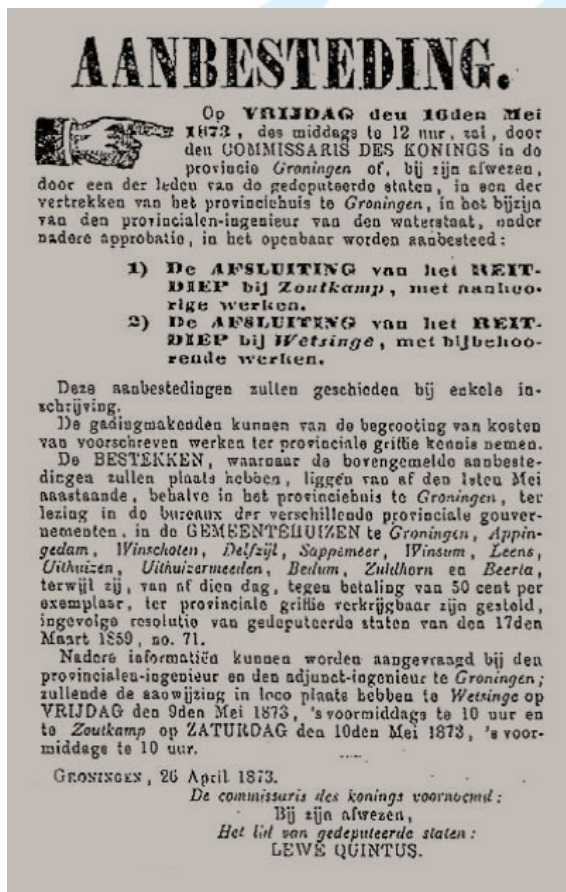 AANBESTEDING.
Op VRIJDAG den 16den Mei
1873, des middags te 12 uur, zal, door
den COMMISSARIS DES KONINGS in de
provincie Groningen of, bij zijn afwezen,
door een der leden van de gedeputeerde staten, in een der
vertrekken van het provinciehuis te Groningen, in het bijzijn
van den provincialen-ingenieur van den waterstaat, onder
nadere approbatie, in het openbaar worden aanbesteed:
1) De AFSLUITING van het REIT-
DIEP bij Zoutkamp, met aanhoo-
rige werken.
2) De AFSLUITING van het REIT-
DIEP bij Wetsinge, met bijbehoo-
rende werken.
Deze aanbestedingen zullen geschieden bij enkele in-
schrijving.
De gadingmakenden kunnen van de begrooting van kosten
van voorschreven werken ter provinciale griffie kennis nemen.
De BESTEKKEN, waarnaar de bovengemelde aanbeste-
dingen zullen plaats hebben, liggen van af den 1sten Mei
aanstaande, behalve in het provinciehuis te Groningen, ter
lezing in de bureaux der verschillende provinciale gouver-
nementen, in de GEMEENTEHUIZEN te Groningen, Appin-
gedam, Winschoten, Delfzijl, Sappemeer, Winsum, Leens,
Uithuizen, Uithuizermeeden, Bedum, Zuidhorn en Beerta,
terwijl zij, van af dien dag, tegen betaling van 50 cent per
exemplaar, ter provinciale griffie verkrijgbaar zijn gesteld,
ingevolge resolutie van gedeputeerde staten van den 17den
Maart 1859, no. 71.
Nadere informatiën kunnen worden aangevraagd bij den
provincialen-ingenieur en den adjunct-ingenieur te Groningen;
zullende de aanwijzing in loco plaats hebben te Wetsinge op
VRIJDAG den 9den Mei 1873, 's voormiddags te 10 uur en
te Zoutkamp op ZATURDAG den 10den Mei 1873, 's voor-
middags te 10 uur.
GRONINGEN, 26 April 1873.
De commissaris des konings voornoemd:
Bij zijn afwezen,
Het lid van gedeputeerde staten:
LEWE QUINTUS.